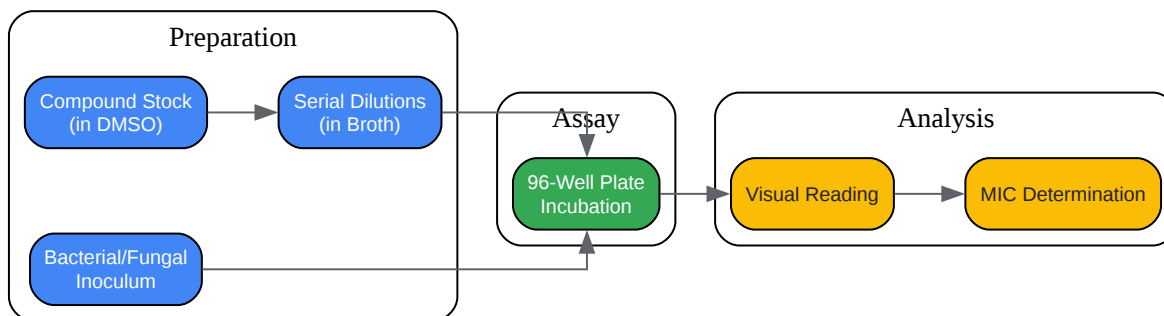 Preparation
Compound Stock
(in DMSO)
Serial Dilutions
(in Broth)
Bacterial/Fungal
Inoculum
Assay
96-Well Plate
Incubation
Analysis
Visual Reading
MIC Determination